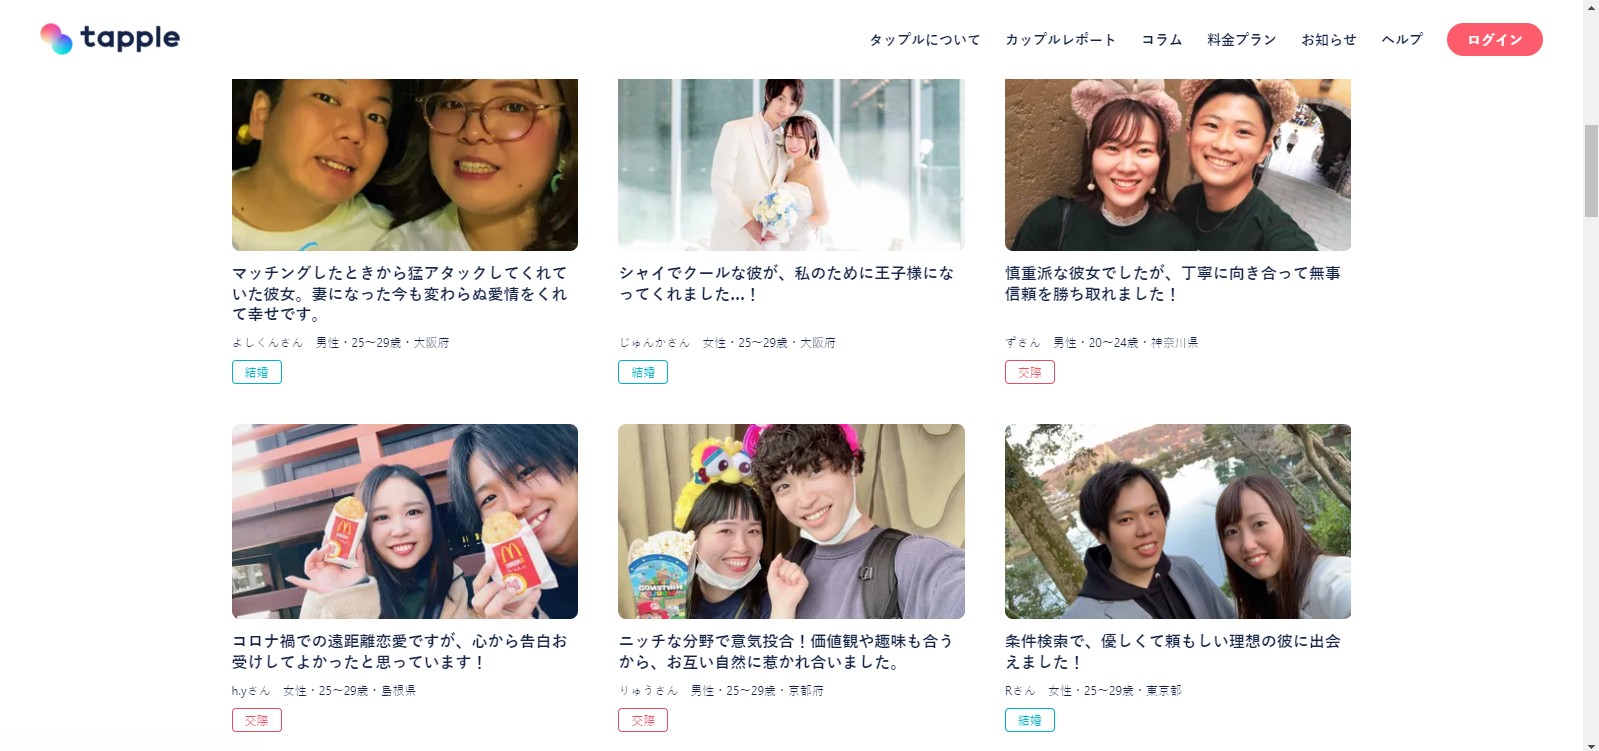 tapple
タップルについて
カップルレポート
コラム
料金プラン
お知らせ
ヘルプ
ログイン
マッチングしたときから猛アタックしてくれて
いた彼女。妻になった今も変わらぬ愛情をくれ
て幸せです。
よしくんさん 男性・25〜29歳・大阪府
結婚
シャイでクールな彼が、私のために王子様にな
ってくれました…！
じゅんかさん 女性・25〜29歳・大阪府
結婚
慎重派な彼女でしたが、丁寧に向き合って無事
信頼を勝ち取れました！
ずさん 男性・20〜24歳・神奈川県
交際
コロナ禍での遠距離恋愛ですが、心から告白お
受けしてよかったと思っています！
h.yさん 女性・25〜29歳・島根県
交際
ニッチな分野で意気投合！価値観や趣味も合う
から、お互い自然に惹かれ合いました。
りゅうさん 男性・25〜29歳・京都府
交際
条件検索で、優しくて頼もしい理想の彼に出会
えました！
Rさん 女性・25〜29歳・東京都
結婚